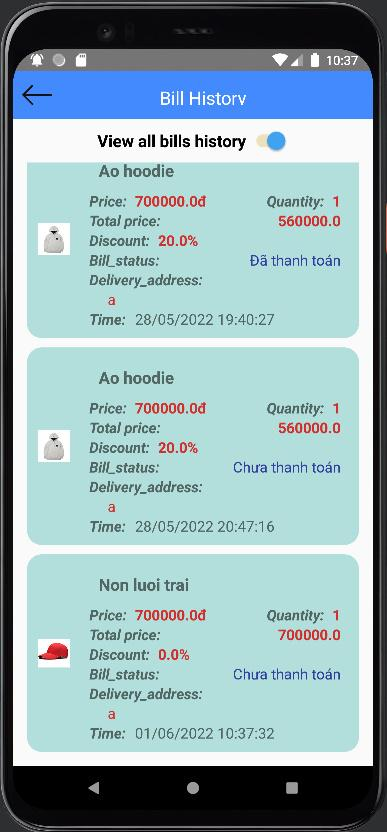 10:37
Bill History
View all bills history
Ao hoodie
Price: 700000.0đ Quantity: 1
Total price: 560000.0
Discount: 20.0%
Bill_status: Đã thanh toán
Delivery_address:
a
Time: 28/05/2022 19:40:27
Ao hoodie
Price: 700000.0đ Quantity: 1
Total price: 560000.0
Discount: 20.0%
Bill_status: Chưa thanh toán
Delivery_address:
a
Time: 28/05/2022 20:47:16
Non luoi trai
Price: 700000.0đ Quantity: 1
Total price: 700000.0
Discount: 0.0%
Bill_status: Chưa thanh toán
Delivery_address:
a
Time: 01/06/2022 10:37:32